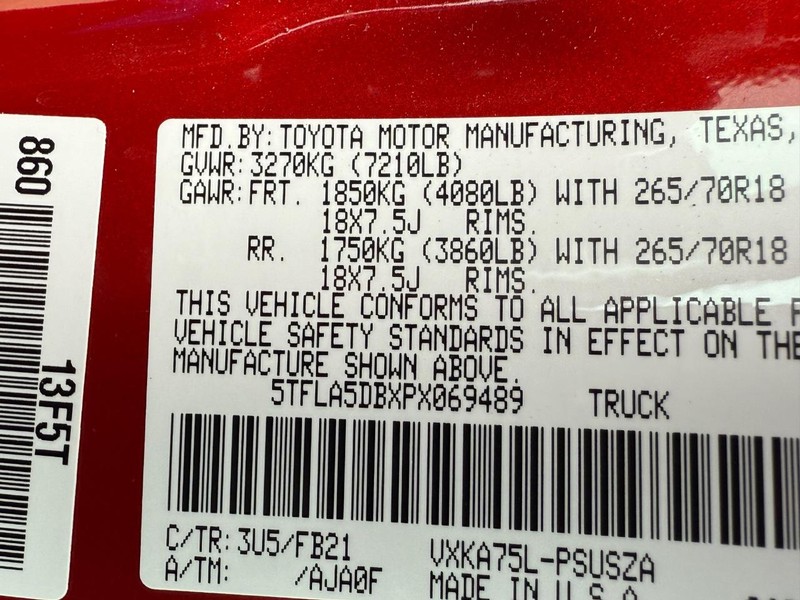 860
13F5T
MFD.BY: TOYOTA MOTOR MANUFACTURING, TEXAS,
GVWR: 3270KG (7210LB)
GAWR: FRT. 1850KG (4080LB) WITH 265/70R18
18X7.5J RIMS.
RR. 1750KG (3860LB) WITH 265/70R18
18X7.5J RIMS.
THIS VEHICLE CONFORMS TO ALL APPLICABLE F
VEHICLE SAFETY STANDARDS IN EFFECT ON THE
MANUFACTURE SHOWN ABOVE.
5TFLA5DBXPX069489 TRUCK
C/TR: 3U5/FB21 VXKA75L-PSUSZA
A/TM: /AJA0F MADE IN U.S.A